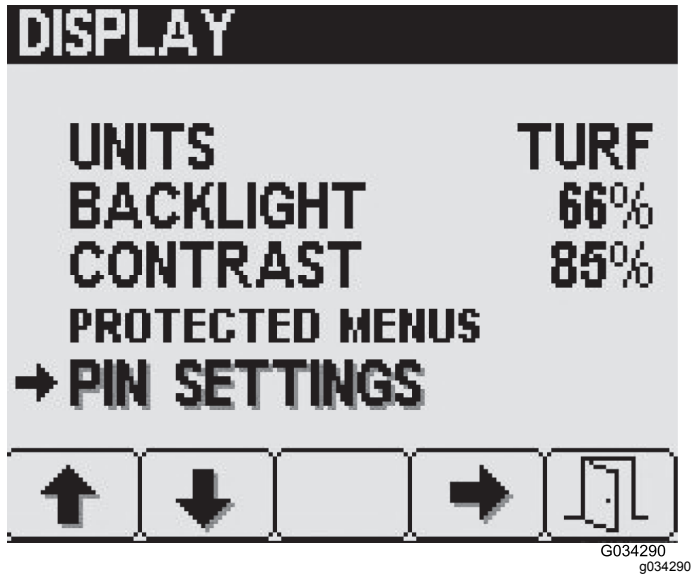 DISPLAY
UNITS TURF
BACKLIGHT 66%
CONTRAST 85%
PROTECTED MENUS
PIN SETTINGS
G034290
g034290